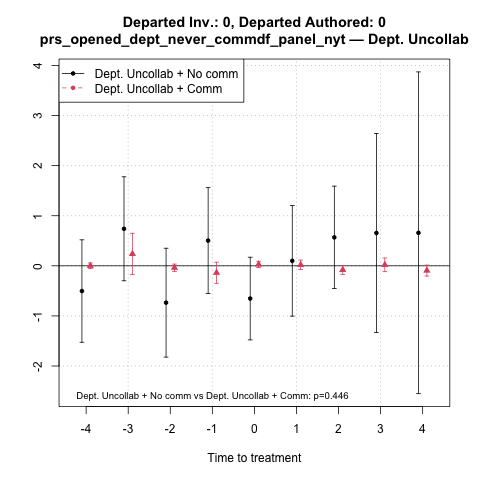 Departed Inv.: 0, Departed Authored: 0
prs_opened_dept_never_commdf_panel_nyt — Dept. Uncollab
Dept. Uncollab + No comm
Dept. Uncollab + Comm
4
3
2
1
0
-1
-2
Dept. Uncollab + No comm vs Dept. Uncollab + Comm: p=0.446
-4 -3 -2 -1 0 1 2 3 4
Time to treatment